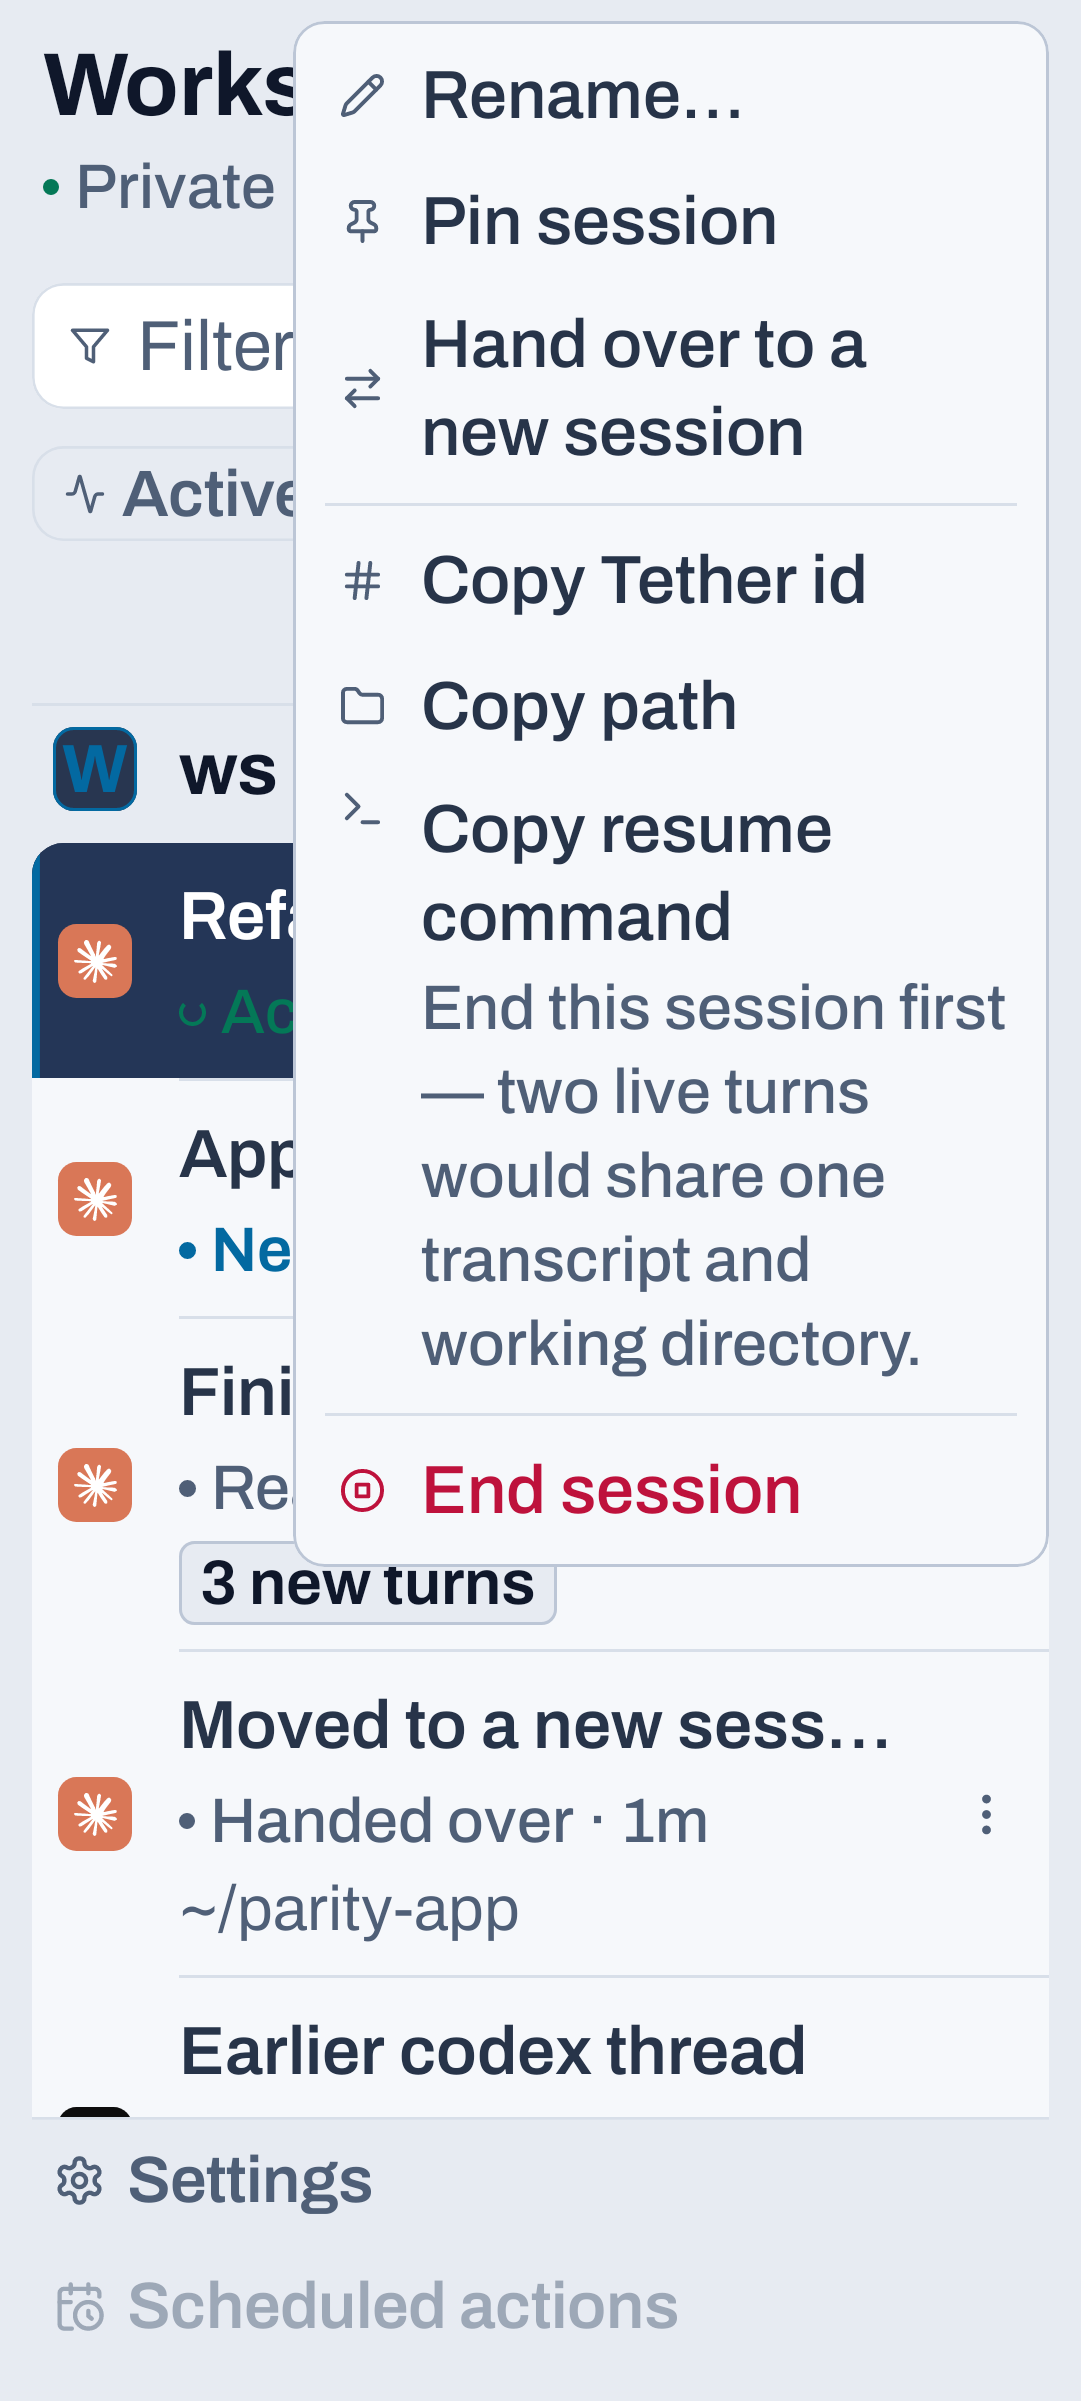 Works
Private
Filter
Active
Rename…
Pin session
Hand over to a
new session
Copy Tether id
Copy path
Copy resume
command
End this session first
— two live turns
would share one
transcript and
working directory.
End session
W
ws
Refa
Ac
App
• Ne
Fini
• Rea
3 new turns
Moved to a new sess…
• Handed over · 1m
~/parity-app
Earlier codex thread
Settings
Scheduled actions